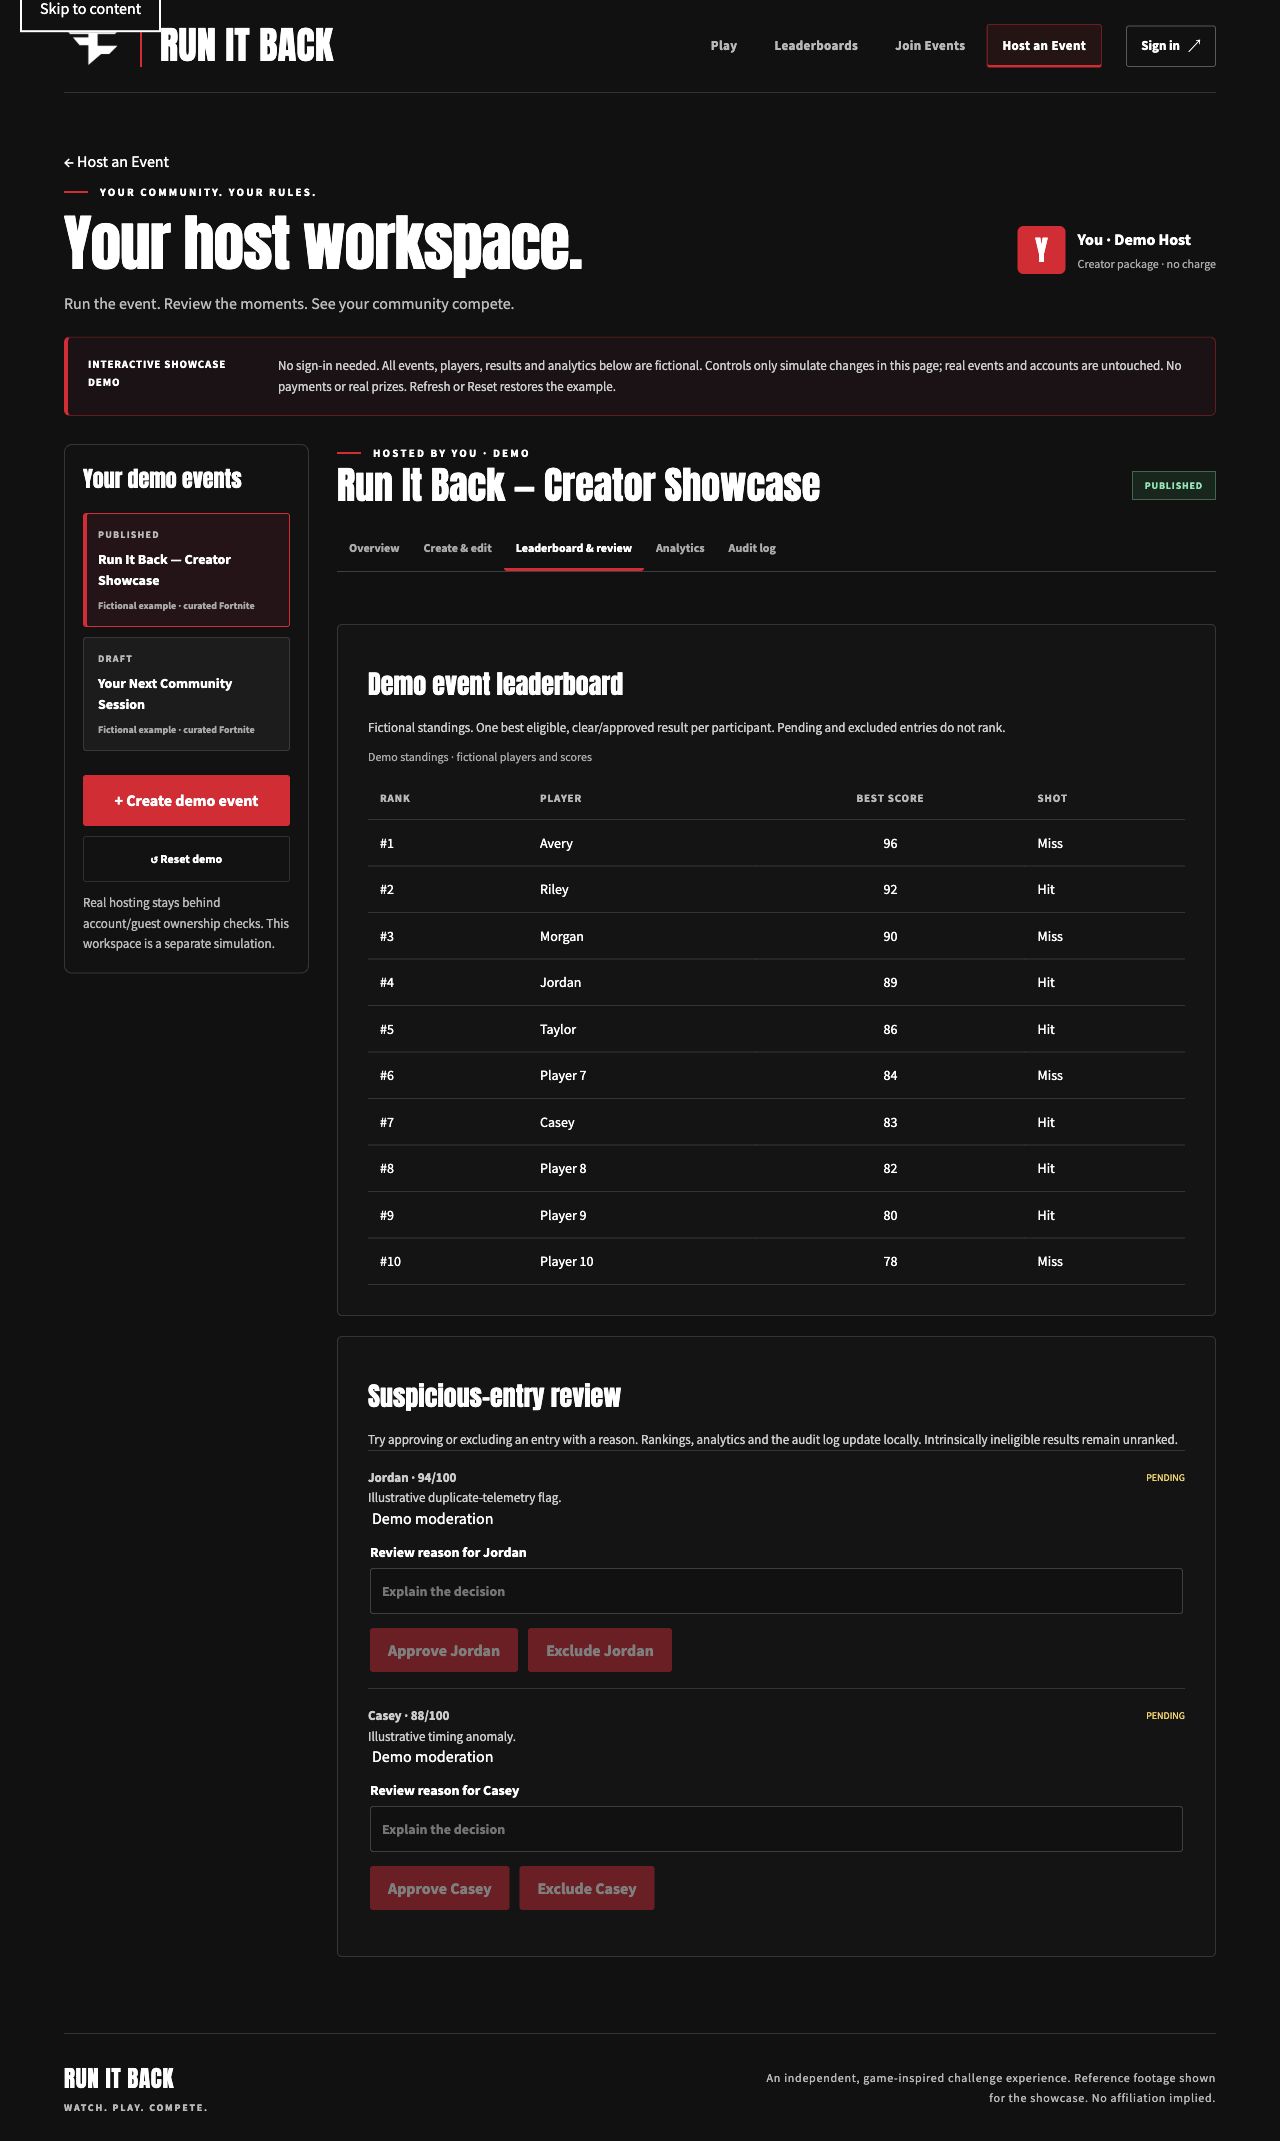 Skip to content
RUN IT BACK
Play
Leaderboards
Join Events
Host an Event
Sign in ↗
← Host an Event
YOUR COMMUNITY. YOUR RULES.
Your host workspace.
Run the event. Review the moments. See your community compete.
Y
You · Demo Host
Creator package · no charge
INTERACTIVE SHOWCASE
DEMO
No sign-in needed. All events, players, results and analytics below are fictional. Controls only simulate changes in this page; real events and accounts are untouched. No
payments or real prizes. Refresh or Reset restores the example.
Your demo events
PUBLISHED
Run It Back — Creator
Showcase
Fictional example · curated Fortnite
DRAFT
Your Next Community
Session
Fictional example · curated Fortnite
+ Create demo event
↺ Reset demo
Real hosting stays behind
account/guest ownership checks. This
workspace is a separate simulation.
HOSTED BY YOU · DEMO
Run It Back — Creator Showcase
PUBLISHED
Overview
Create & edit
Leaderboard & review
Analytics
Audit log
Demo event leaderboard
Fictional standings. One best eligible, clear/approved result per participant. Pending and excluded entries do not rank.
Demo standings · fictional players and scores
RANK PLAYER BEST SCORE SHOT
#1 Avery 96 Miss
#2 Riley 92 Hit
#3 Morgan 90 Miss
#4 Jordan 89 Hit
#5 Taylor 86 Hit
#6 Player 7 84 Miss
#7 Casey 83 Hit
#8 Player 8 82 Hit
#9 Player 9 80 Hit
#10 Player 10 78 Miss
Suspicious-entry review
Try approving or excluding an entry with a reason. Rankings, analytics and the audit log update locally. Intrinsically ineligible results remain unranked.
Jordan · 94/100
PENDING
Illustrative duplicate-telemetry flag.
Demo moderation
Review reason for Jordan
Explain the decision
Approve Jordan
Exclude Jordan
Casey · 88/100
PENDING
Illustrative timing anomaly.
Demo moderation
Review reason for Casey
Explain the decision
Approve Casey
Exclude Casey
RUN IT BACK
WATCH. PLAY. COMPETE.
An independent, game-inspired challenge experience. Reference footage shown
for the showcase. No affiliation implied.